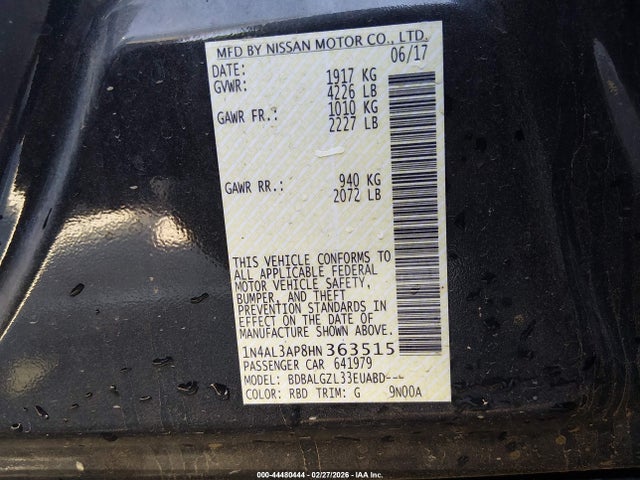 MFD BY NISSAN MOTOR CO., LTD.
DATE: 06/17
GVWR: 1917 KG
4226 LB
GAWR FR.: 1010 KG
2227 LB
GAWR RR.: 940 KG
2072 LB
THIS VEHICLE CONFORMS TO
ALL APPLICABLE FEDERAL
MOTOR VEHICLE SAFETY,
BUMPER, AND THEFT
PREVENTION STANDARDS IN
EFFECT ON THE DATE OF
MANUFACTURE SHOWN ABOVE.
1N4AL3AP8HN363515
PASSENGER CAR 641979
MODEL: BDBALGZL33EUABD---
COLOR: RBD TRIM: G 9N00A
000-44480444 - 02/27/2026 - IAA Inc.